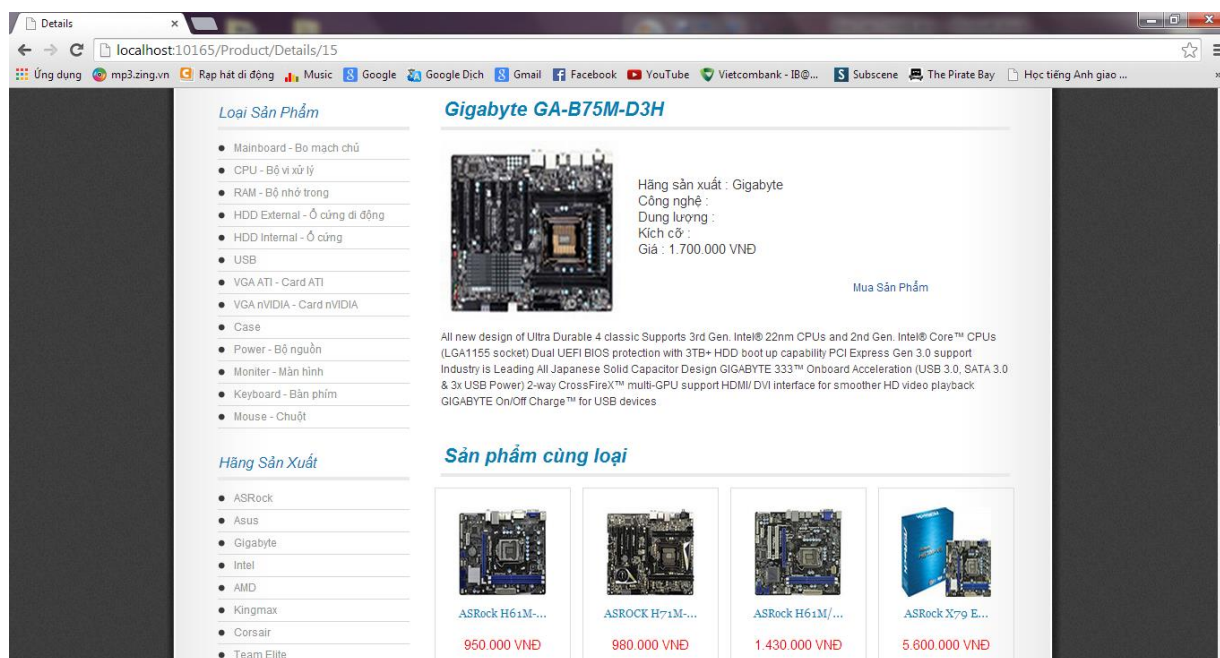 Details
localhost:10165/Product/Details/15
Ứng dụng mp3.zing.vn Rạp hát di động Music Google Google Dịch Gmail Facebook YouTube Vietcombank - IB@... Subscene The Pirate Bay Học tiếng Anh giao ...
Loại Sản Phẩm
Mainboard - Bo mạch chủ
CPU - Bộ vi xử lý
RAM - Bộ nhớ trong
HDD External - Ổ cứng di động
HDD Internal - Ổ cứng
USB
VGA ATI - Card ATI
VGA nVIDIA - Card nVIDIA
Case
Power - Bộ nguồn
Moniter - Màn hình
Keyboard - Bàn phím
Mouse - Chuột
Hãng Sản Xuất
ASRock
Asus
Gigabyte
Intel
AMD
Kingmax
Corsair
Team Elite
Gigabyte GA-B75M-D3H
Hãng sản xuất : Gigabyte
Công nghệ :
Dung lượng :
Kích cỡ :
Giá : 1.700.000 VNĐ
Mua Sản Phẩm
All new design of Ultra Durable 4 classic Supports 3rd Gen. Intel® 22nm CPUs and 2nd Gen. Intel® Core™ CPUs
(LGA1155 socket) Dual UEFI BIOS protection with 3TB+ HDD boot up capability PCI Express Gen 3.0 support
Industry is Leading All Japanese Solid Capacitor Design GIGABYTE 333™ Onboard Acceleration (USB 3.0, SATA 3.0
& 3x USB Power) 2-way CrossFireX™ multi-GPU support HDMI/ DVI interface for smoother HD video playback
GIGABYTE On/Off Charge™ for USB devices
Sản phẩm cùng loại
ASRock H61M-... ASROCK H71M-... ASRock H61M/... ASRock X79 E...
950.000 VNĐ 980.000 VNĐ 1.430.000 VNĐ 5.600.000 VNĐ